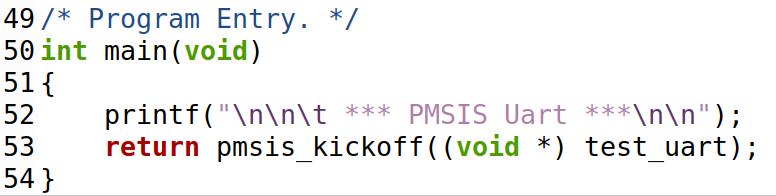 49 /* Program Entry. */
50 int main(void)
51 {
52     printf("\n\n\t *** PMSIS Uart ***\n\n");
53     return pmsis_kickoff((void *) test_uart);
54 }